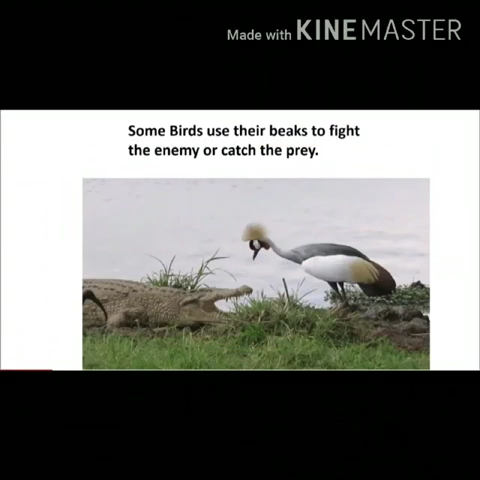 Made with KINEMASTER
Some Birds use their beaks to fight
the enemy or catch the prey.